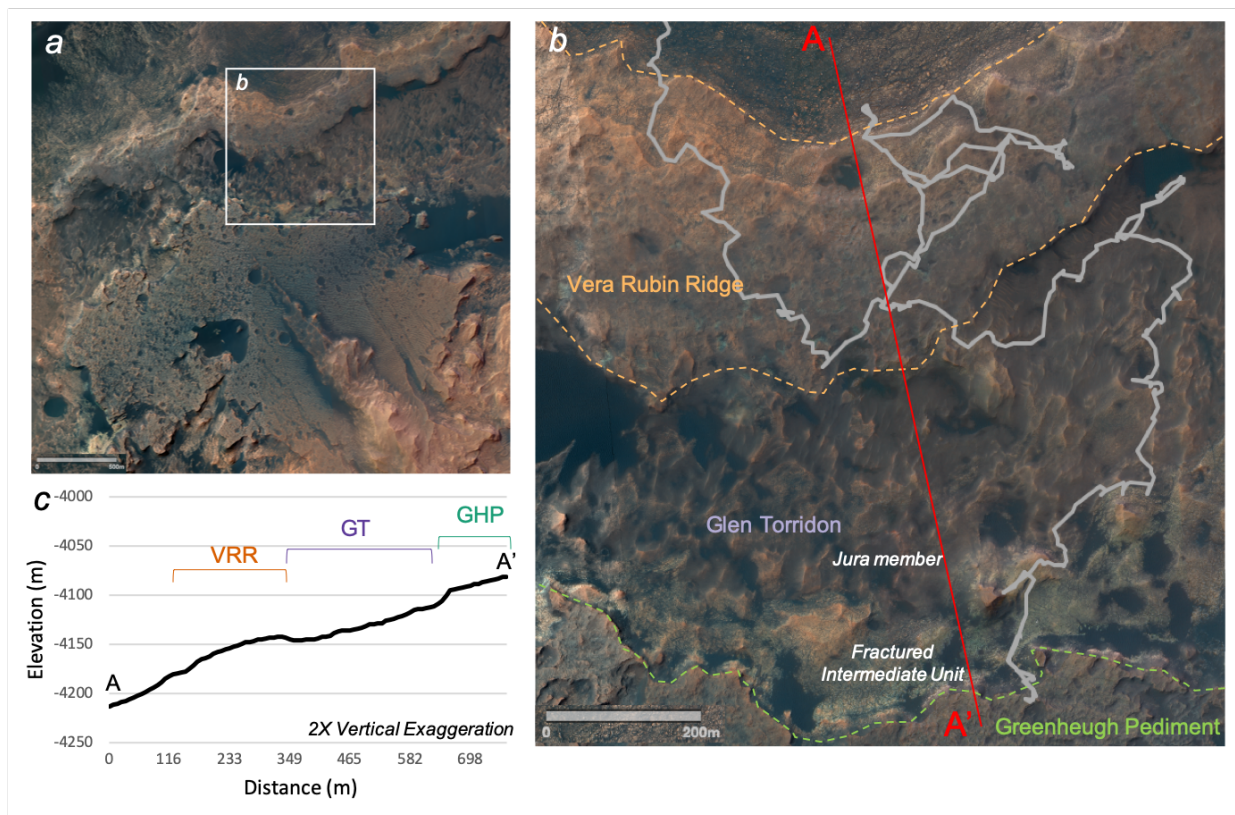 a
b
500m
b
A
Vera Rubin Ridge
Glen Torridon
Jura member
Fractured
Intermediate Unit
A'
Greenheugh Pediment
0
200m
c
-4000
-4050
-4100
-4150
-4200
-4250
Elevation (m)
VRR
GT
GHP
A
A'
2X Vertical Exaggeration
0
116
233
349
465
582
698
Distance (m)